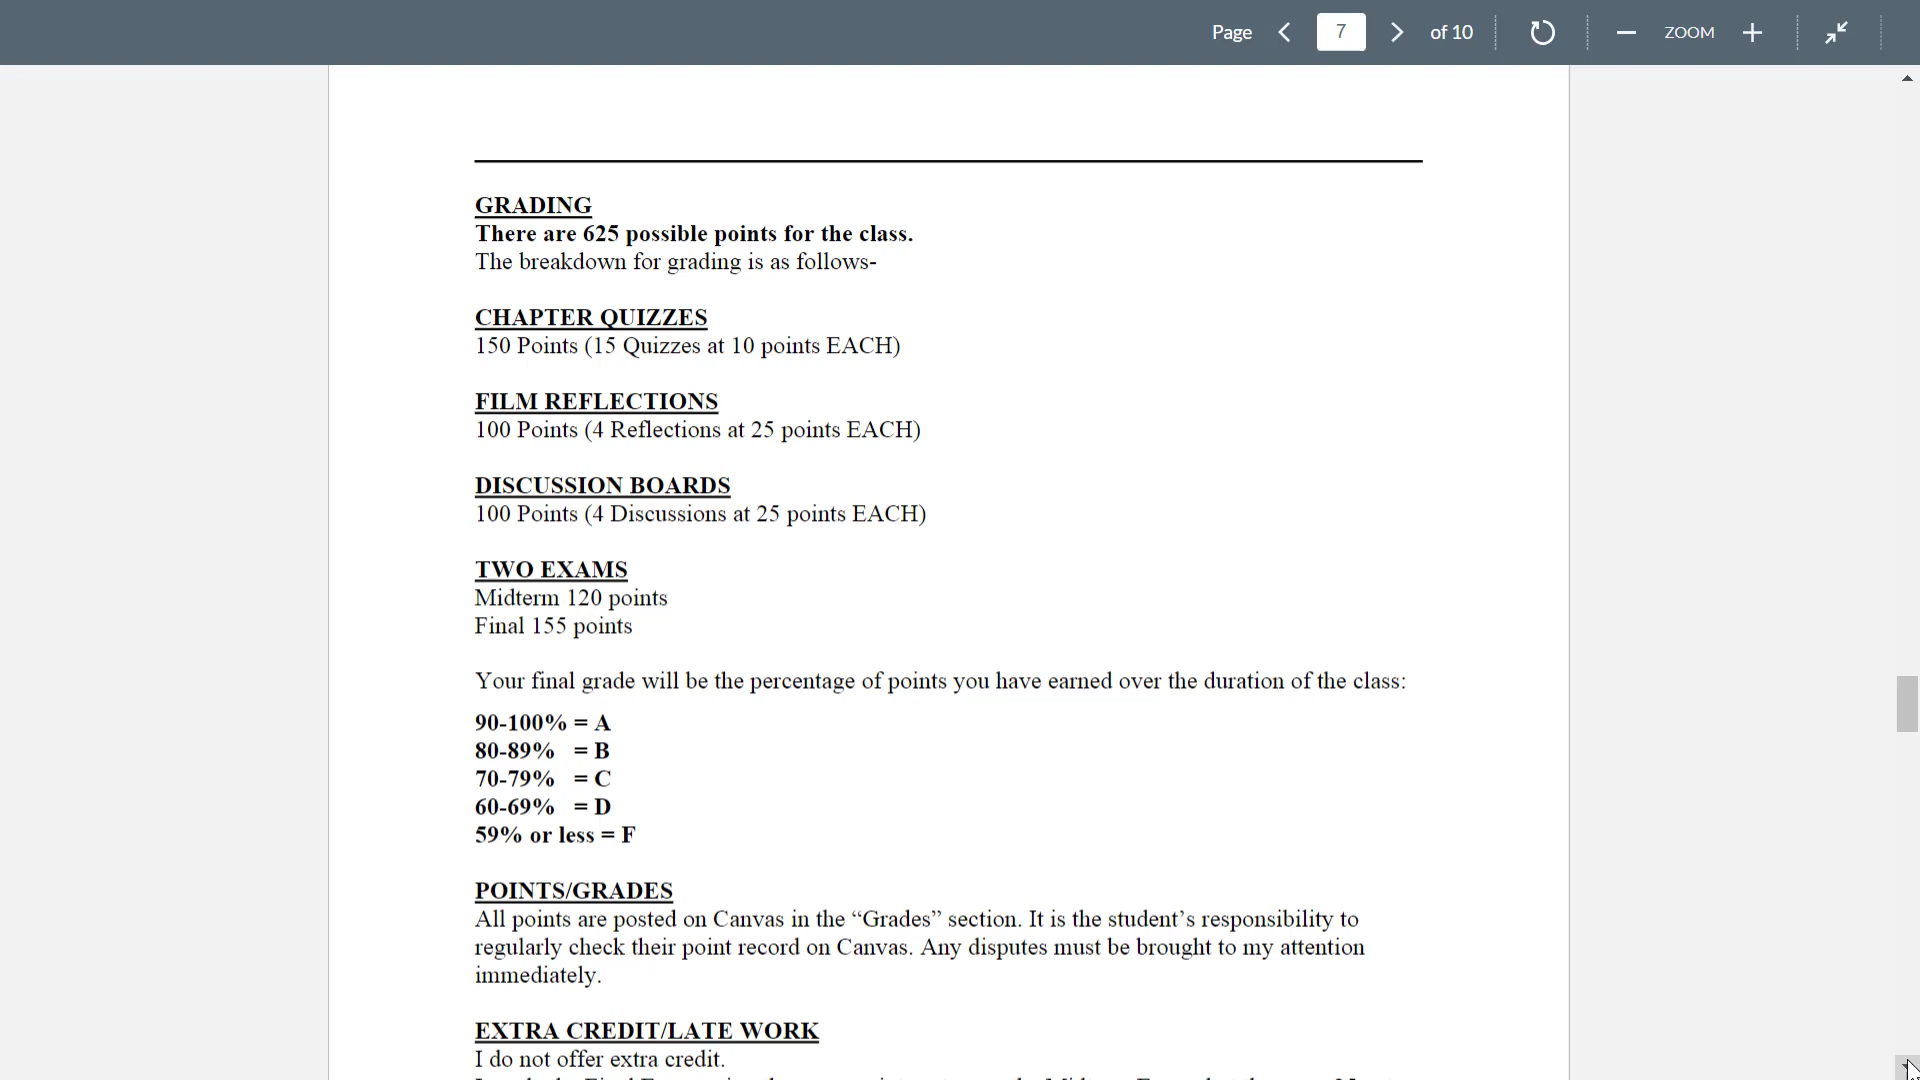 Page 7 of 10 ZOOM
GRADING
There are 625 possible points for the class.
The breakdown for grading is as follows-
CHAPTER QUIZZES
150 Points (15 Quizzes at 10 points EACH)
FILM REFLECTIONS
100 Points (4 Reflections at 25 points EACH)
DISCUSSION BOARDS
100 Points (4 Discussions at 25 points EACH)
TWO EXAMS
Midterm 120 points
Final 155 points
Your final grade will be the percentage of points you have earned over the duration of the class:
90-100% = A
80-89% = B
70-79% = C
60-69% = D
59% or less = F
POINTS/GRADES
All points are posted on Canvas in the “Grades” section. It is the student’s responsibility to
regularly check their point record on Canvas. Any disputes must be brought to my attention
immediately.
EXTRA CREDIT/LATE WORK
I do not offer extra credit.